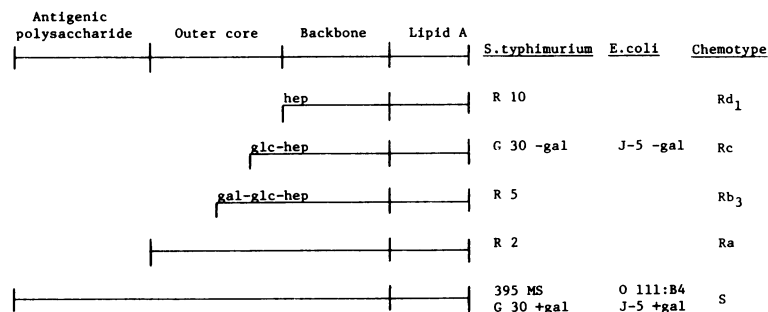 Antigenic
polysaccharide Outer core Backbone Lipid A S.typhimurium E.coli Chemotype
hep R 10 Rd1
glc-hep G 30 -gal J-5 -gal Rc
gal-glc-hep R 5 Rb3
R 2 Ra
395 MS O 111:B4
G 30 +gal J-5 +gal S